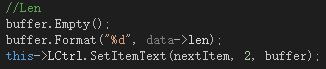 //Len
buffer.Empty();
buffer.Format("%d", data->len);
this->LCtrl.SetItemText(nextItem, 2, buffer);